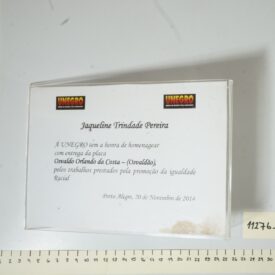 UNEGRO UNEGRO
Jaqueline Trindade Pereira
A UNEGRO tem a honra de homenagear
com entrega da placa
Osvaldo Orlando da Costa – (Osvaldão),
pelos trabalhos prestados pela promoção da igualdade
Racial
Porto Alegre, 20 de Novembro de 2014
11276